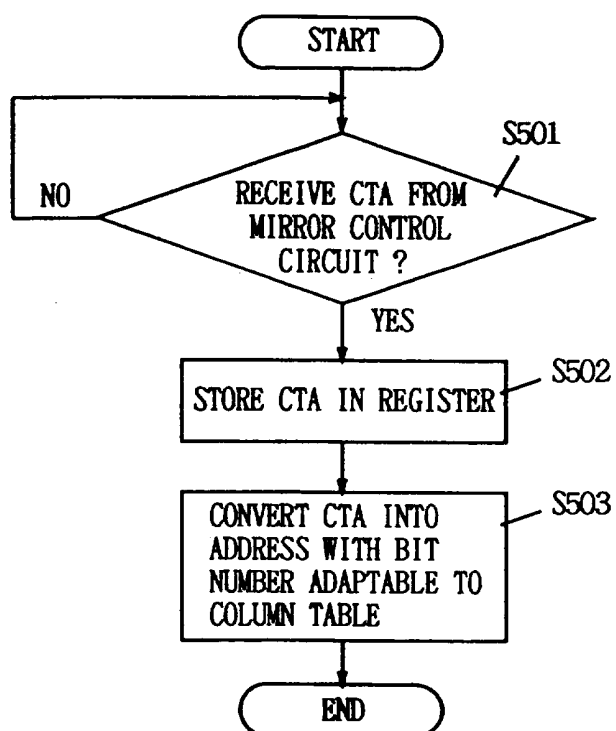 START
S501
NO
RECEIVE CTA FROM
MIRROR CONTROL
CIRCUIT ?
YES
S502
STORE CTA IN REGISTER
S503
CONVERT CTA INTO
ADDRESS WITH BIT
NUMBER ADAPTABLE TO
COLUMN TABLE
END